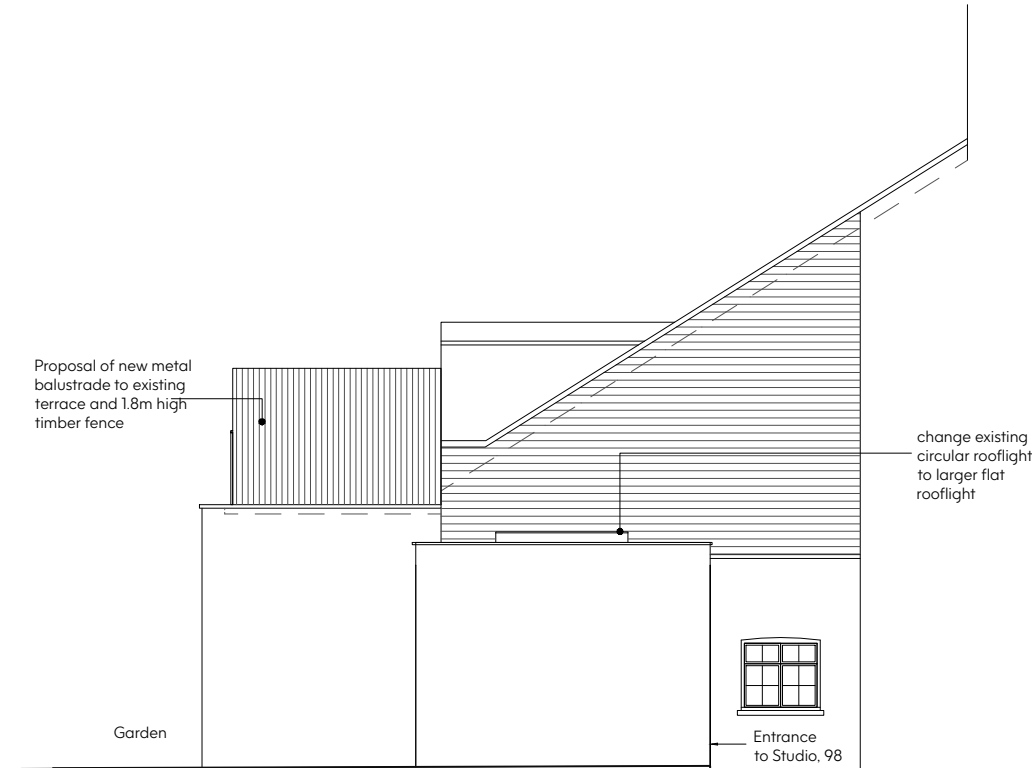 Proposal of new metal
balustrade to existing
terrace and 1.8m high
timber fence
change existing
circular rooflight
to larger flat
rooflight
Garden
Entrance
to Studio, 98